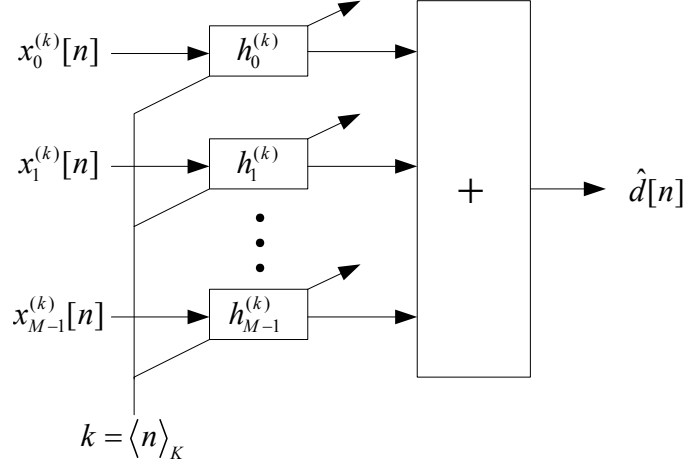 x_0^{(k)}[n] h_0^{(k)}
x_1^{(k)}[n] h_1^{(k)} + \hat{d}[n]
x_{M-1}^{(k)}[n] h_{M-1}^{(k)}
k = ⟨n⟩_K